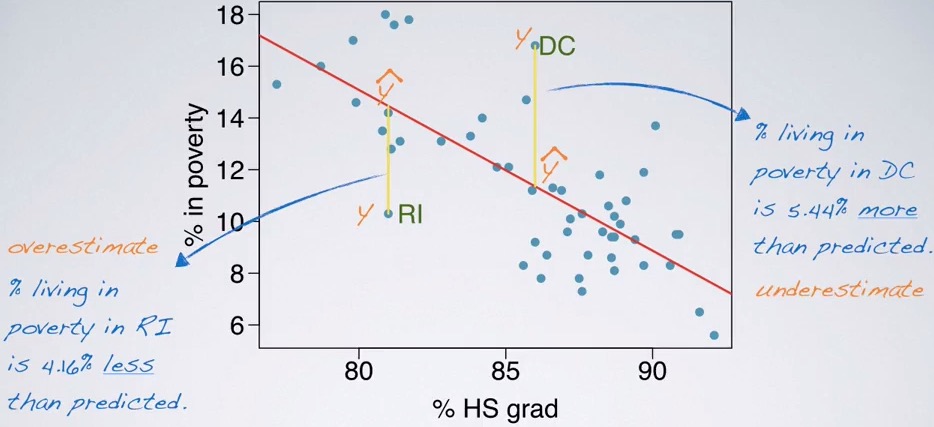 18
16
14
12
10
8
6
% in poverty
80
85
90
% HS grad
y DC
ŷ
ŷ
y RI
overestimate
% living in
poverty in RI
is 4.16% less
than predicted.
% living in
poverty in DC
is 5.44% more
than predicted.
underestimate